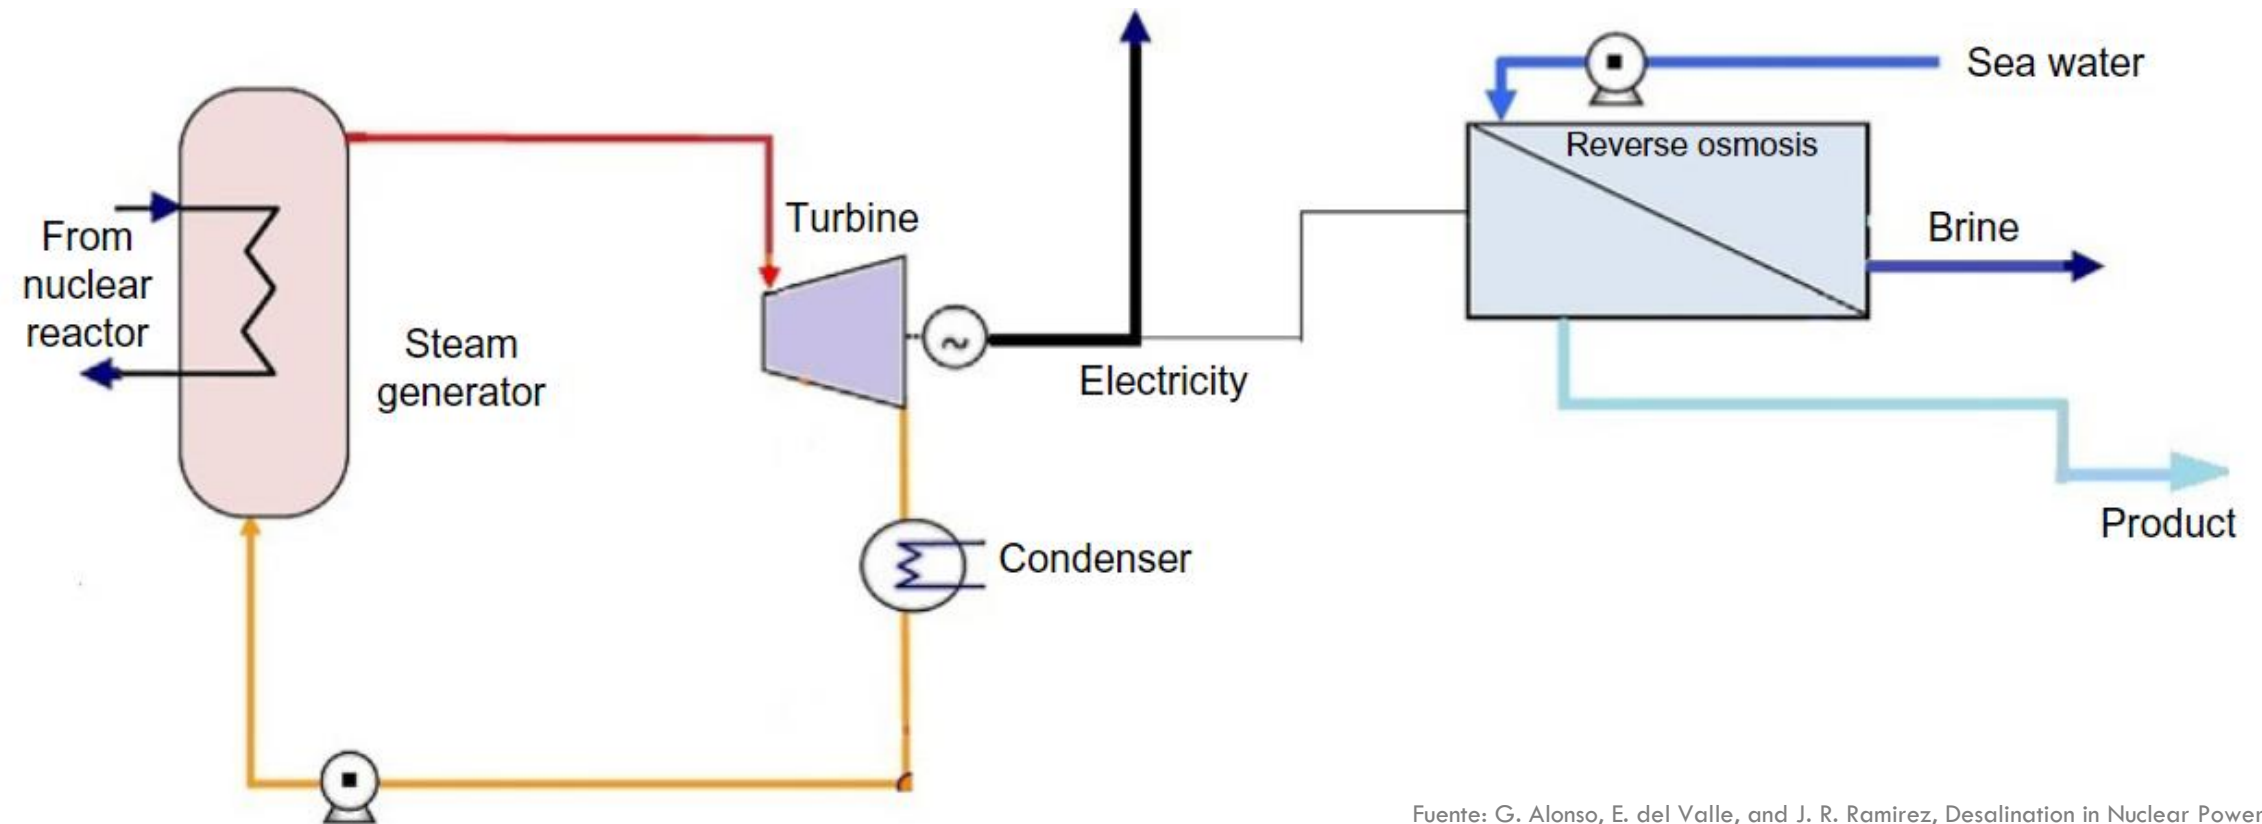 Sea water
Reverse osmosis
Turbine
Brine
From
nuclear
reactor
Steam
generator
~
Electricity
Product
Condenser
Fuente: G. Alonso, E. del Valle, and J. R. Ramirez, Desalination in Nuclear Power